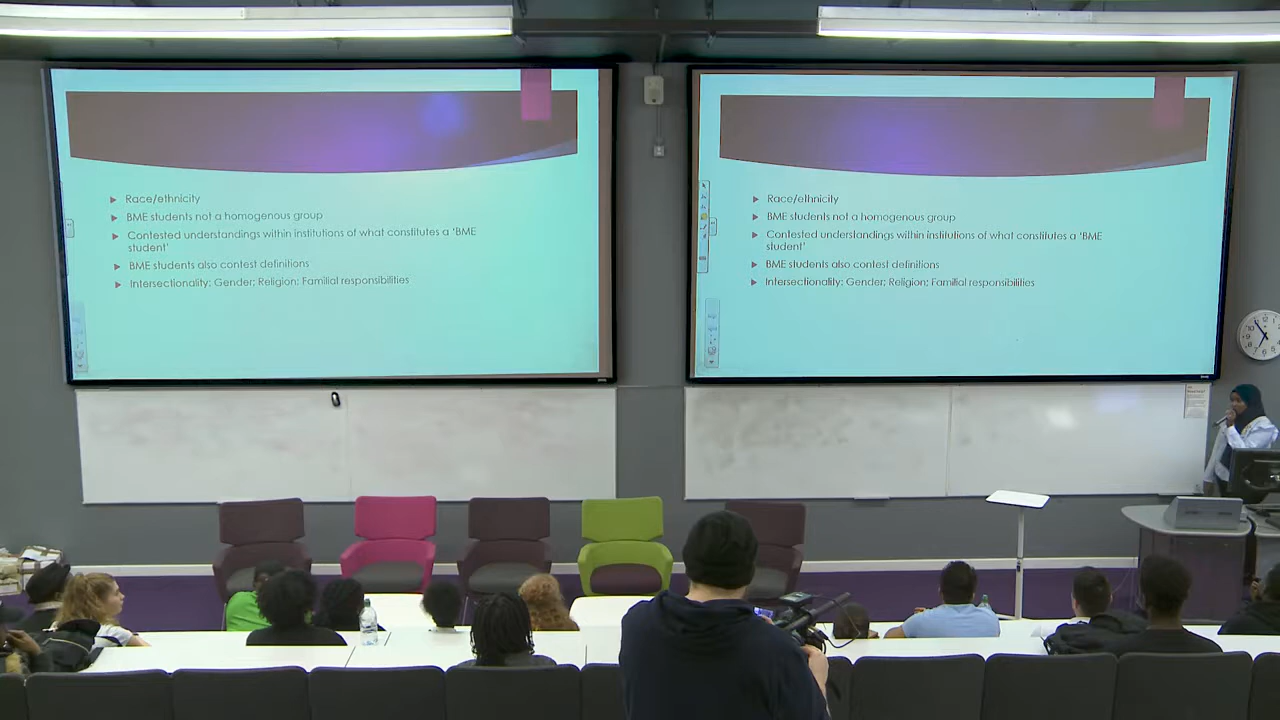 Race/ethnicity
BME students not a homogenous group
Contested understandings within institutions of what constitutes a ‘BME
student’
BME students also contest definitions
Intersectionality: Gender; Religion; Familial responsibilities
Race/ethnicity
BME students not a homogenous group
Contested understandings within institutions of what constitutes a ‘BME
student’
BME students also contest definitions
Intersectionality: Gender; Religion; Familial responsibilities